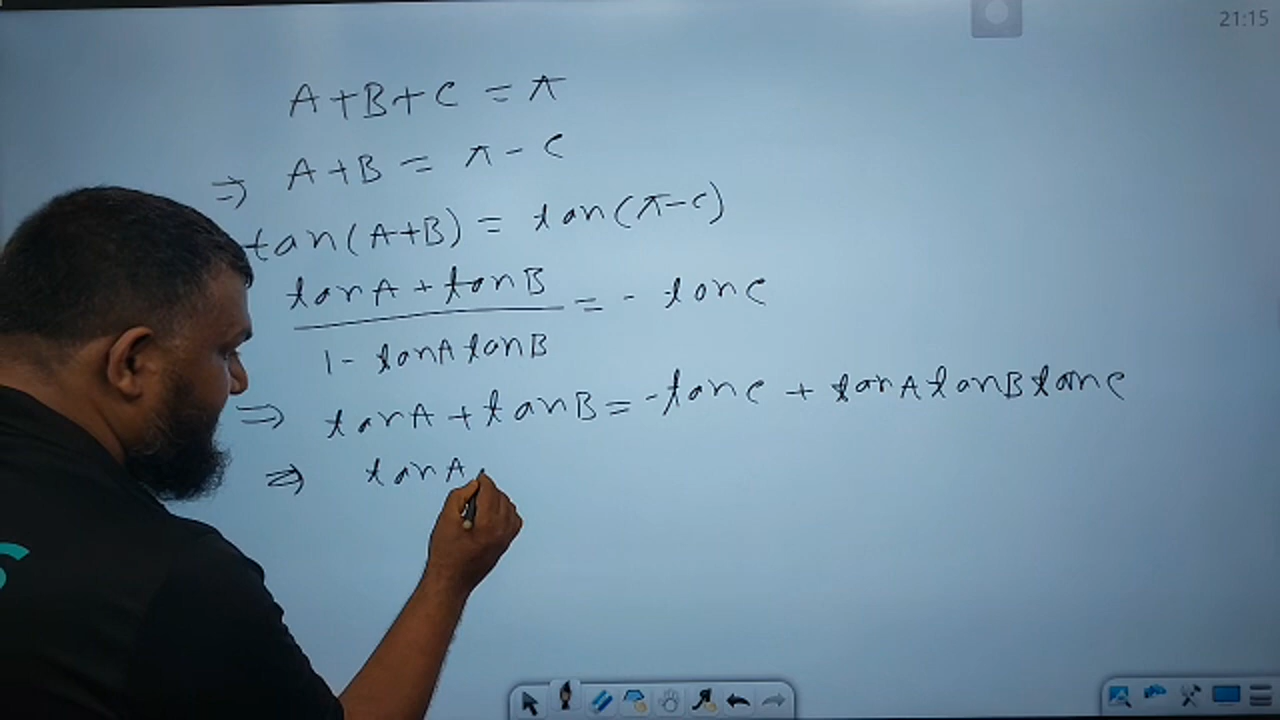 21:15
A+B+C = π
⇒ A+B = π - C
tan(A+B) = tan(π-C)
tanA + tanB
= - tanC
1 - tanA tanB
⇒ tanA + tanB = -tanC + tanA tanB tanC
⇒ tanA